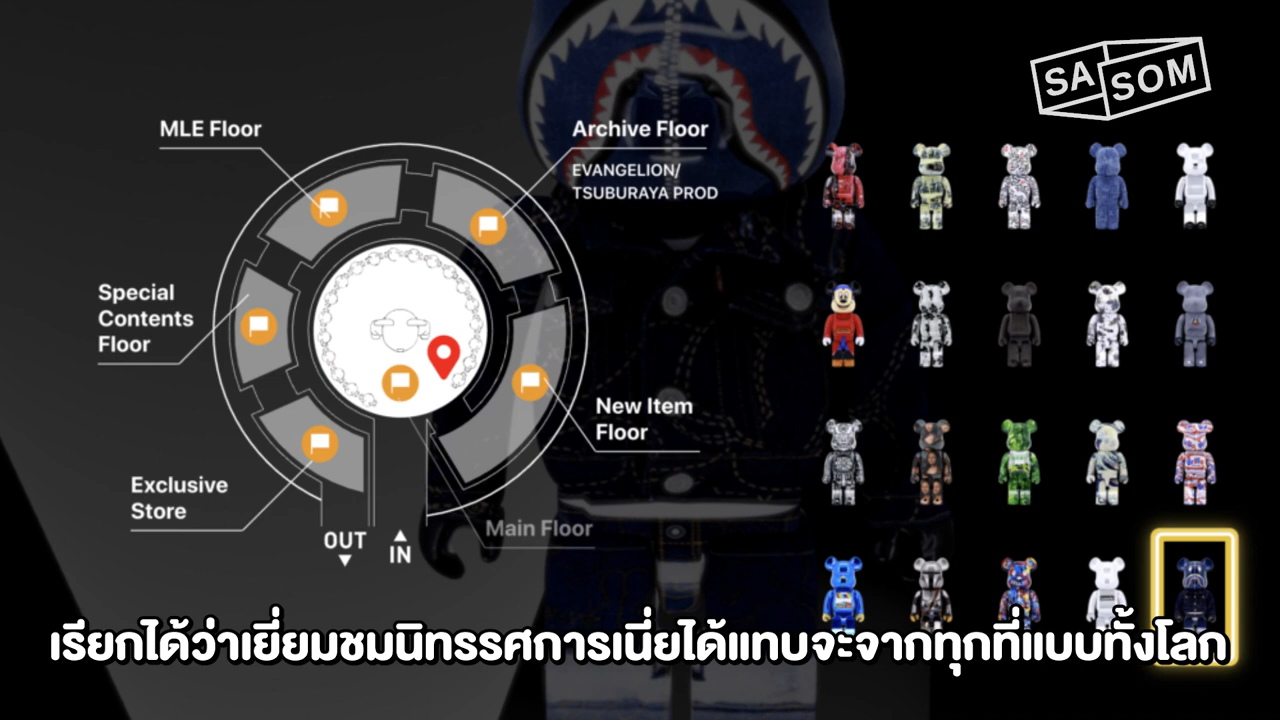 SA SOM
MLE Floor
Archive Floor
EVANGELION/
TSUBURAYA PROD
Special
Contents
Floor
New Item
Floor
Exclusive
Store
Main Floor
OUT
IN
เรียกได้ว่าเยี่ยมชมนิทรรศการเนี่ยได้แทบจะจากทุกที่แบบทั้งโลก